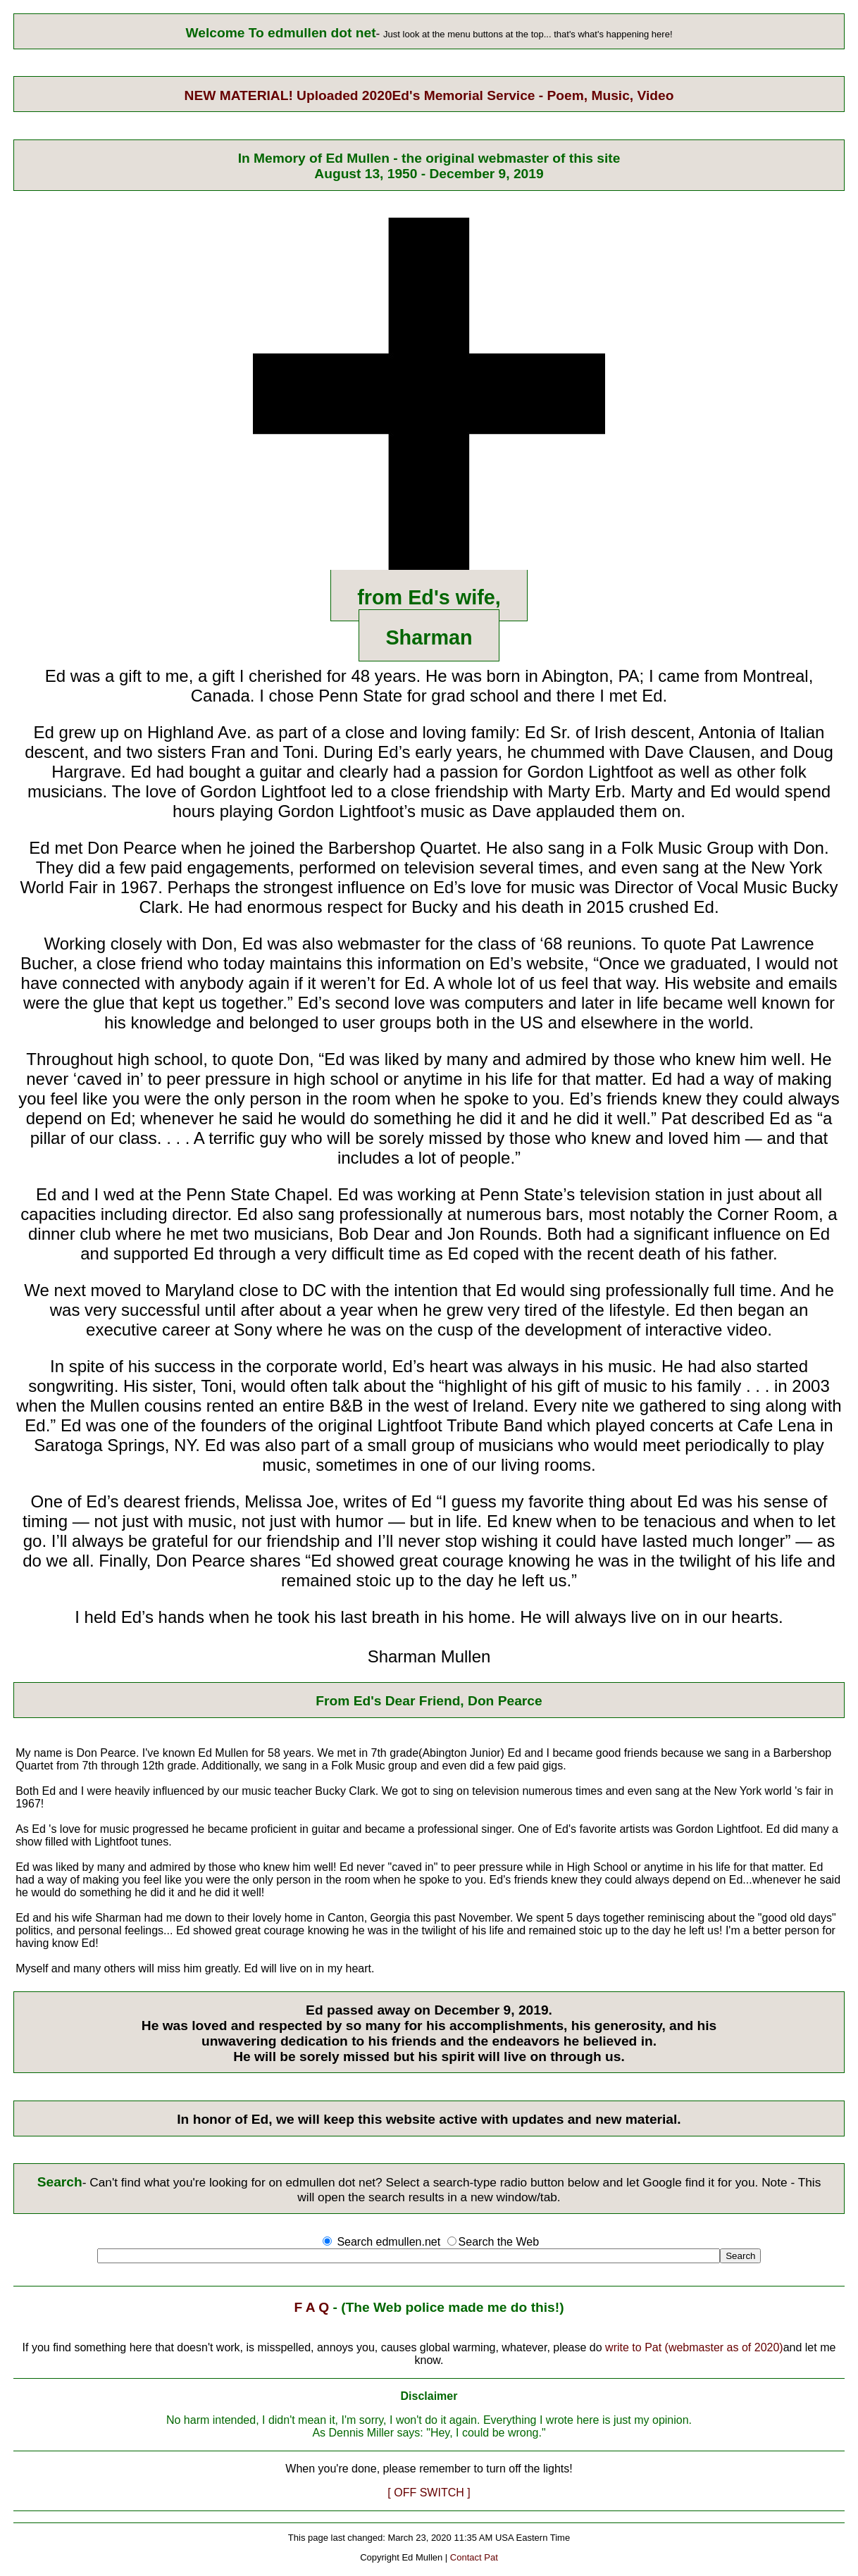 Welcome To edmullen dot net- Just look at the menu buttons at the top... that's what's happening here!
NEW MATERIAL! Uploaded 2020Ed's Memorial Service - Poem, Music, Video
In Memory of Ed Mullen - the original webmaster of this site
August 13, 1950 - December 9, 2019
from Ed's wife,
Sharman
Ed was a gift to me, a gift I cherished for 48 years. He was born in Abington, PA; I came from Montreal,
Canada. I chose Penn State for grad school and there I met Ed.
Ed grew up on Highland Ave. as part of a close and loving family: Ed Sr. of Irish descent, Antonia of Italian
descent, and two sisters Fran and Toni. During Ed’s early years, he chummed with Dave Clausen, and Doug
Hargrave. Ed had bought a guitar and clearly had a passion for Gordon Lightfoot as well as other folk
musicians. The love of Gordon Lightfoot led to a close friendship with Marty Erb. Marty and Ed would spend
hours playing Gordon Lightfoot’s music as Dave applauded them on.
Ed met Don Pearce when he joined the Barbershop Quartet. He also sang in a Folk Music Group with Don.
They did a few paid engagements, performed on television several times, and even sang at the New York
World Fair in 1967. Perhaps the strongest influence on Ed’s love for music was Director of Vocal Music Bucky
Clark. He had enormous respect for Bucky and his death in 2015 crushed Ed.
Working closely with Don, Ed was also webmaster for the class of ‘68 reunions. To quote Pat Lawrence
Bucher, a close friend who today maintains this information on Ed’s website, “Once we graduated, I would not
have connected with anybody again if it weren’t for Ed. A whole lot of us feel that way. His website and emails
were the glue that kept us together.” Ed’s second love was computers and later in life became well known for
his knowledge and belonged to user groups both in the US and elsewhere in the world.
Throughout high school, to quote Don, “Ed was liked by many and admired by those who knew him well. He
never ‘caved in’ to peer pressure in high school or anytime in his life for that matter. Ed had a way of making
you feel like you were the only person in the room when he spoke to you. Ed’s friends knew they could always
depend on Ed; whenever he said he would do something he did it and he did it well.” Pat described Ed as “a
pillar of our class. . . . A terrific guy who will be sorely missed by those who knew and loved him — and that
includes a lot of people.”
Ed and I wed at the Penn State Chapel. Ed was working at Penn State’s television station in just about all
capacities including director. Ed also sang professionally at numerous bars, most notably the Corner Room, a
dinner club where he met two musicians, Bob Dear and Jon Rounds. Both had a significant influence on Ed
and supported Ed through a very difficult time as Ed coped with the recent death of his father.
We next moved to Maryland close to DC with the intention that Ed would sing professionally full time. And he
was very successful until after about a year when he grew very tired of the lifestyle. Ed then began an
executive career at Sony where he was on the cusp of the development of interactive video.
In spite of his success in the corporate world, Ed’s heart was always in his music. He had also started
songwriting. His sister, Toni, would often talk about the “highlight of his gift of music to his family . . . in 2003
when the Mullen cousins rented an entire B&B in the west of Ireland. Every nite we gathered to sing along with
Ed.” Ed was one of the founders of the original Lightfoot Tribute Band which played concerts at Cafe Lena in
Saratoga Springs, NY. Ed was also part of a small group of musicians who would meet periodically to play
music, sometimes in one of our living rooms.
One of Ed’s dearest friends, Melissa Joe, writes of Ed “I guess my favorite thing about Ed was his sense of
timing — not just with music, not just with humor — but in life. Ed knew when to be tenacious and when to let
go. I’ll always be grateful for our friendship and I’ll never stop wishing it could have lasted much longer” — as
do we all. Finally, Don Pearce shares “Ed showed great courage knowing he was in the twilight of his life and
remained stoic up to the day he left us.”
I held Ed’s hands when he took his last breath in his home. He will always live on in our hearts.
Sharman Mullen
From Ed's Dear Friend, Don Pearce
My name is Don Pearce. I've known Ed Mullen for 58 years. We met in 7th grade(Abington Junior) Ed and I became good friends because we sang in a Barbershop
Quartet from 7th through 12th grade. Additionally, we sang in a Folk Music group and even did a few paid gigs.
Both Ed and I were heavily influenced by our music teacher Bucky Clark. We got to sing on television numerous times and even sang at the New York world 's fair in
1967!
As Ed 's love for music progressed he became proficient in guitar and became a professional singer. One of Ed's favorite artists was Gordon Lightfoot. Ed did many a
show filled with Lightfoot tunes.
Ed was liked by many and admired by those who knew him well! Ed never "caved in" to peer pressure while in High School or anytime in his life for that matter. Ed
had a way of making you feel like you were the only person in the room when he spoke to you. Ed's friends knew they could always depend on Ed...whenever he said
he would do something he did it and he did it well!
Ed and his wife Sharman had me down to their lovely home in Canton, Georgia this past November. We spent 5 days together reminiscing about the "good old days"
politics, and personal feelings... Ed showed great courage knowing he was in the twilight of his life and remained stoic up to the day he left us! I'm a better person for
having know Ed!
Myself and many others will miss him greatly. Ed will live on in my heart.
Ed passed away on December 9, 2019.
He was loved and respected by so many for his accomplishments, his generosity, and his
unwavering dedication to his friends and the endeavors he believed in.
He will be sorely missed but his spirit will live on through us.
In honor of Ed, we will keep this website active with updates and new material.
Search- Can't find what you're looking for on edmullen dot net? Select a search-type radio button below and let Google find it for you. Note - This
will open the search results in a new window/tab.
Search edmullen.net Search the Web
Search
F A Q - (The Web police made me do this!)
If you find something here that doesn't work, is misspelled, annoys you, causes global warming, whatever, please do write to Pat (webmaster as of 2020)and let me
know.
Disclaimer
No harm intended, I didn't mean it, I'm sorry, I won't do it again. Everything I wrote here is just my opinion.
As Dennis Miller says: "Hey, I could be wrong."
When you're done, please remember to turn off the lights!
[ OFF SWITCH ]
This page last changed: March 23, 2020 11:35 AM USA Eastern Time
Copyright Ed Mullen | Contact Pat